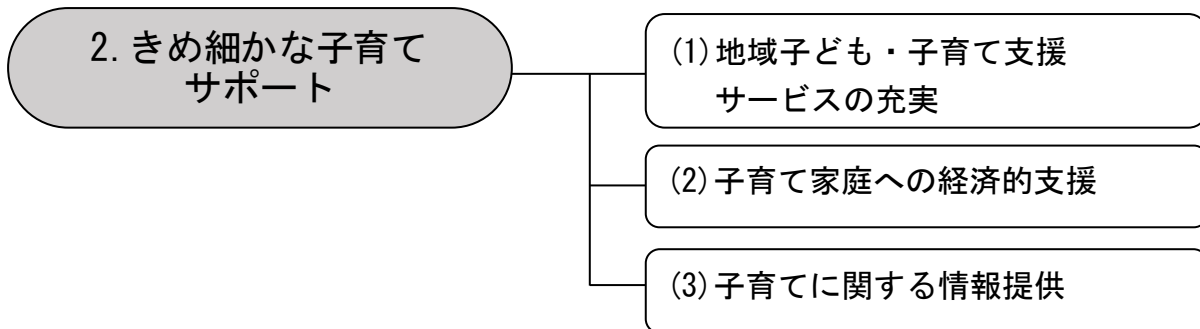 2.きめ細かな子育て
サポート
(1)地域子ども・子育て支援
サービスの充実
(2)子育て家庭への経済的支援
(3)子育てに関する情報提供